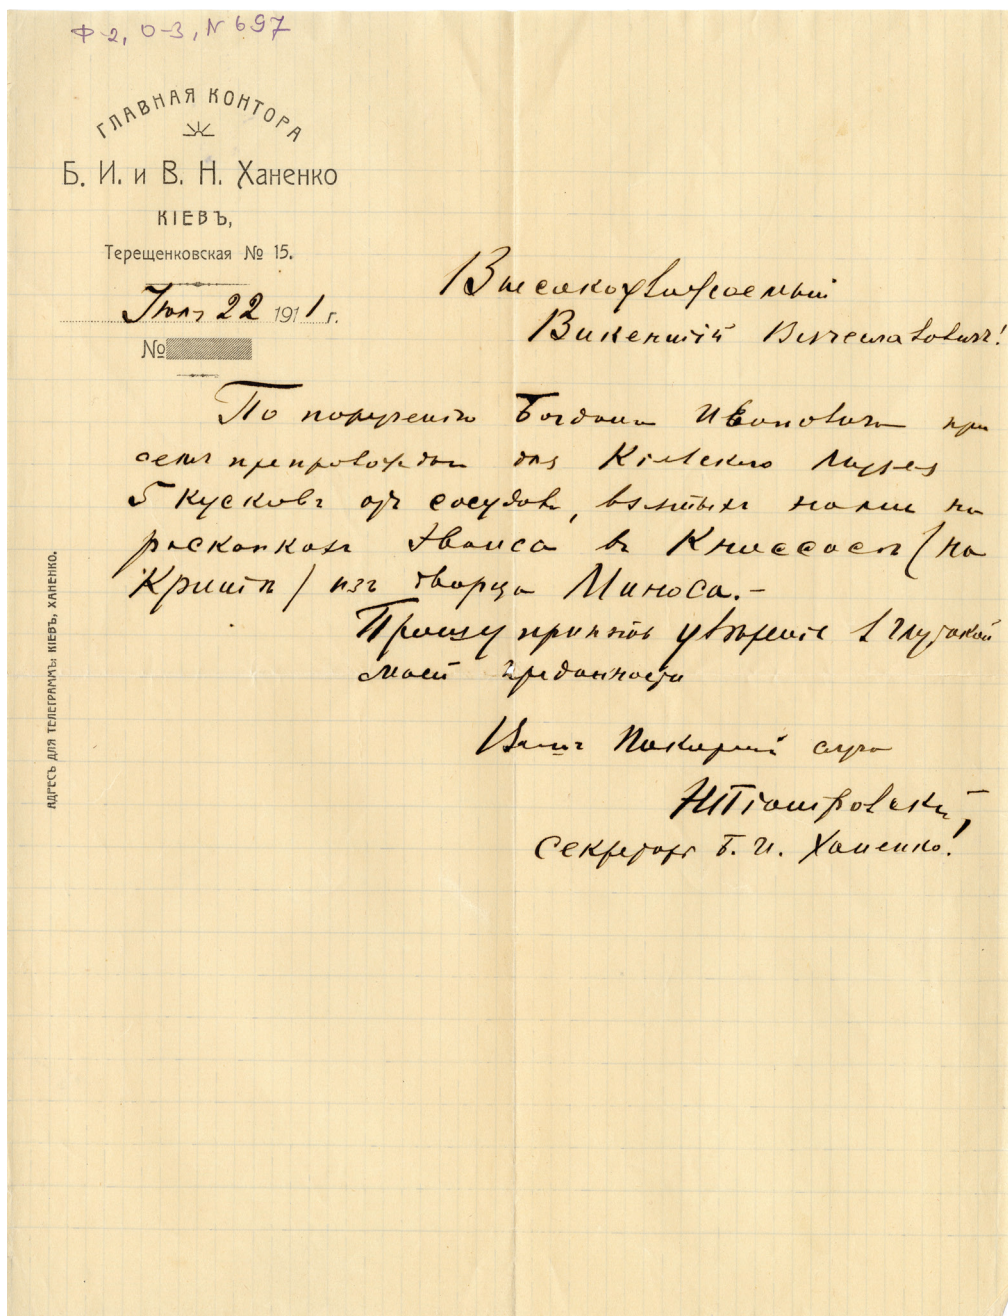 Ф-2, О-3, N 697
ГЛАВНАЯ КОНТОРА
Б. И. и В. Н. Ханенко
КІЕВЪ,
Терещенковская № 15.
22 1911 г.
№
Высокоуважаемый
Викентій Вячеславовичъ!
По порученію Богдана Ивановича при
семъ препровождаю для Кіевскаго Музея
5 кусковъ отъ сосудовъ, взятыхъ нами на
раскопкахъ Эванса въ Кноссосѣ (на
Критѣ) изъ дворца Миноса.-
Прошу принять увѣреніе в глубокой
моей преданности
Вашъ Покорный слуга
Піотровскій,
секретарь Б. И. Ханенко!
АДРЕСЪ ДЛЯ ТЕЛЕГРАММЪ КІЕВЪ, ХАНЕНКО.